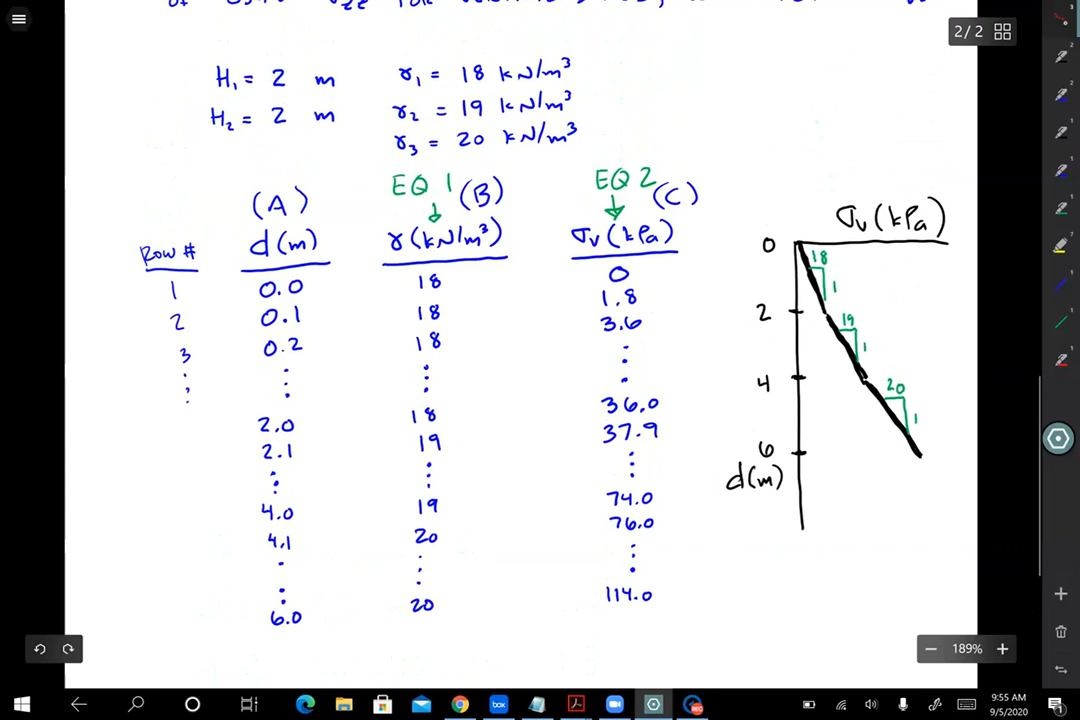 2/2
H₁ = 2 m γ₁ = 18 kN/m³
H₂ = 2 m γ₂ = 19 kN/m³
γ₃ = 20 kN/m³
EQ 1 EQ 2
(A) (B) (C)
Row # d(m) γ(kN/m³) σᵥ(kPa)
1 0.0 18 0
2 0.1 18 1.8
3 0.2 18 3.6
2.0 18 36.0
2.1 19 37.9
4.0 19 74.0
4.1 20 76.0
6.0 20 114.0
σᵥ(kPa)
0
18
1
2
19
1
4
20
1
6
d(m)
189%
box
REC
9:55 AM
9/5/2020